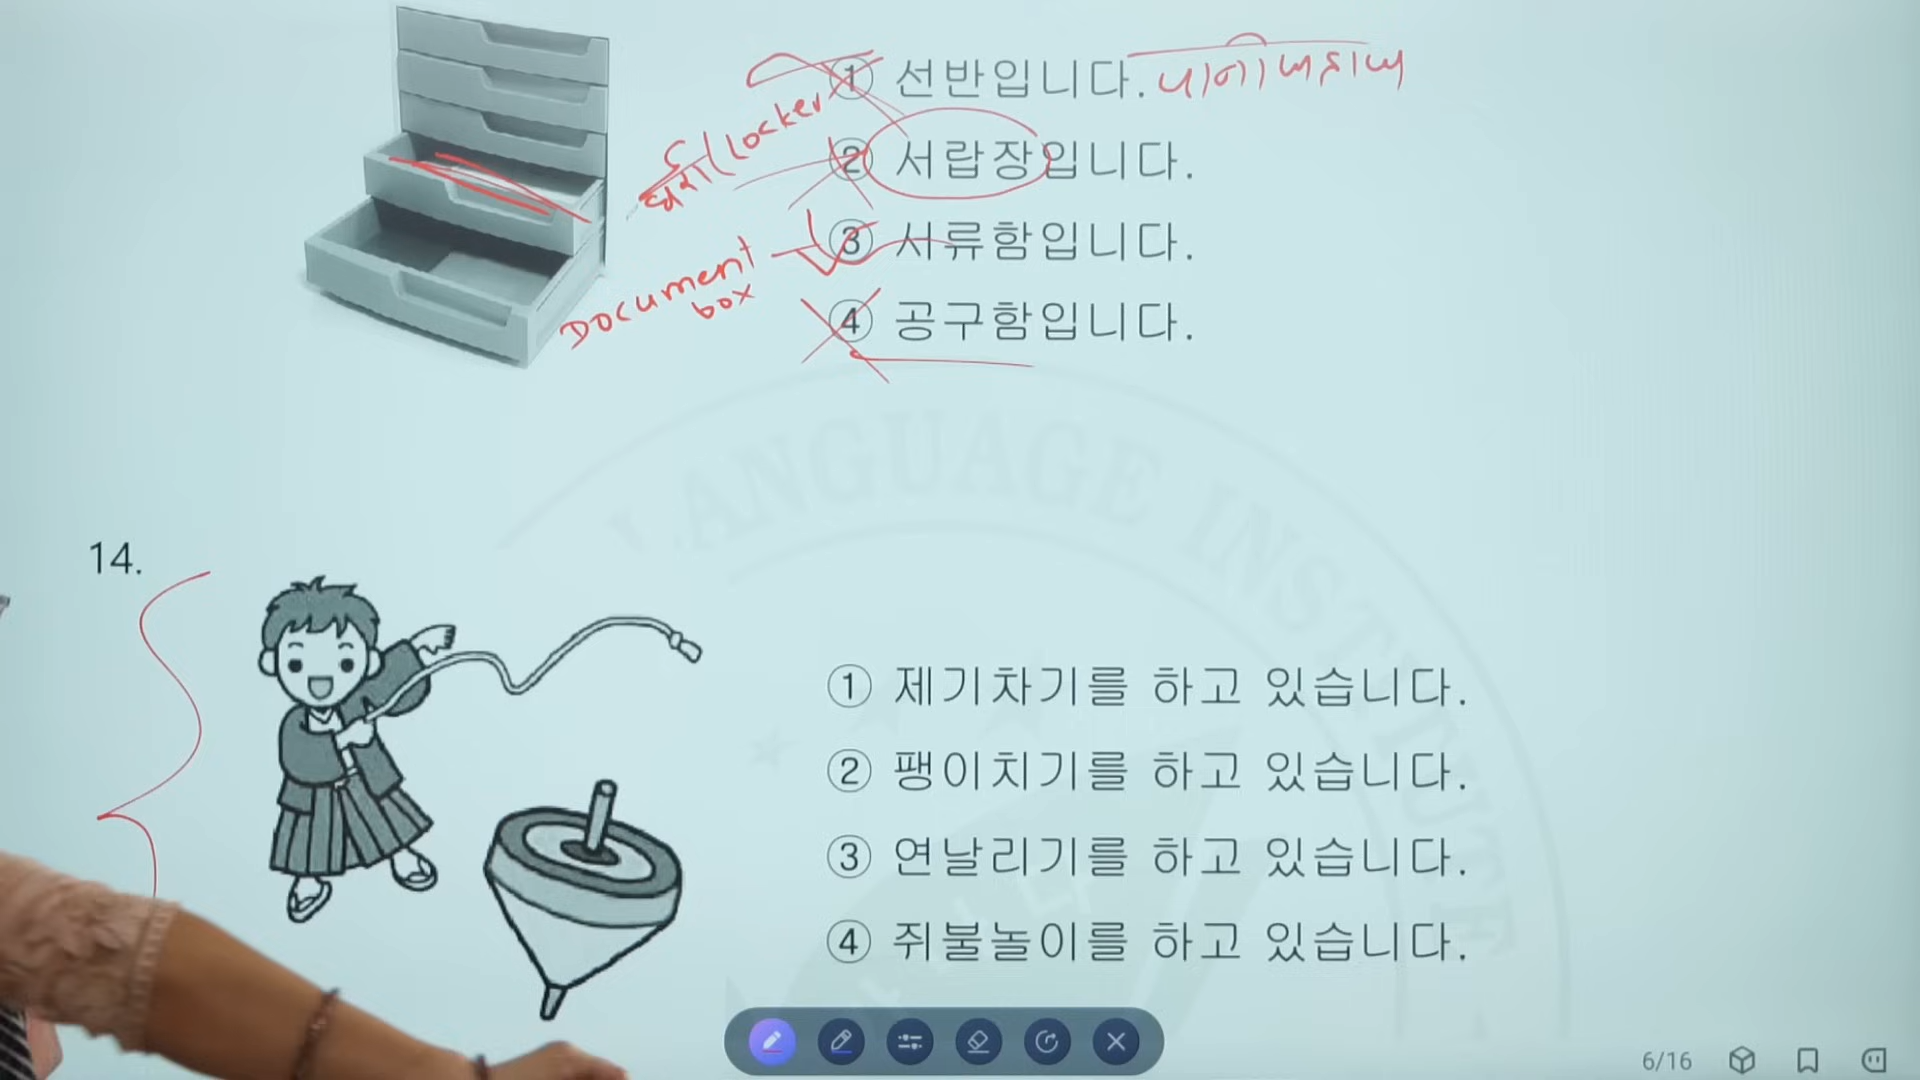 ① 선반입니다.
locker
② 서랍장입니다.
③ 서류함입니다.
Document
box
④ 공구함입니다.
LANGUAGE INSTITUTE
14.
① 제기차기를 하고 있습니다.
② 팽이치기를 하고 있습니다.
③ 연날리기를 하고 있습니다.
④ 쥐불놀이를 하고 있습니다.
6/16